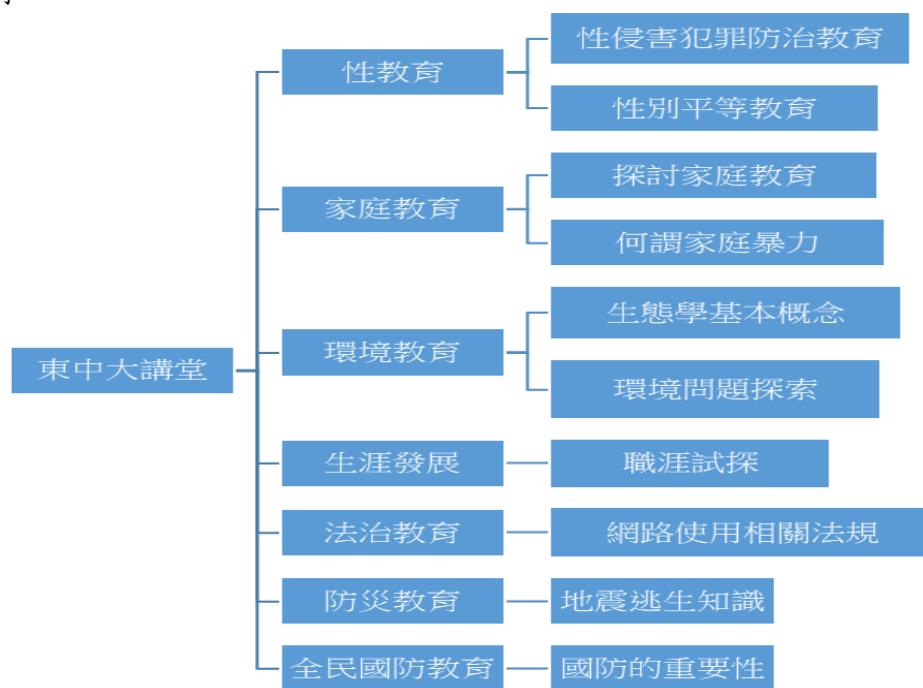 東中大講堂
性教育
性侵害犯罪防治教育
性別平等教育
家庭教育
探討家庭教育
何謂家庭暴力
環境教育
生態學基本概念
環境問題探索
生涯發展
職涯試探
法治教育
網路使用相關法規
防災教育
地震逃生知識
全民國防教育
國防的重要性